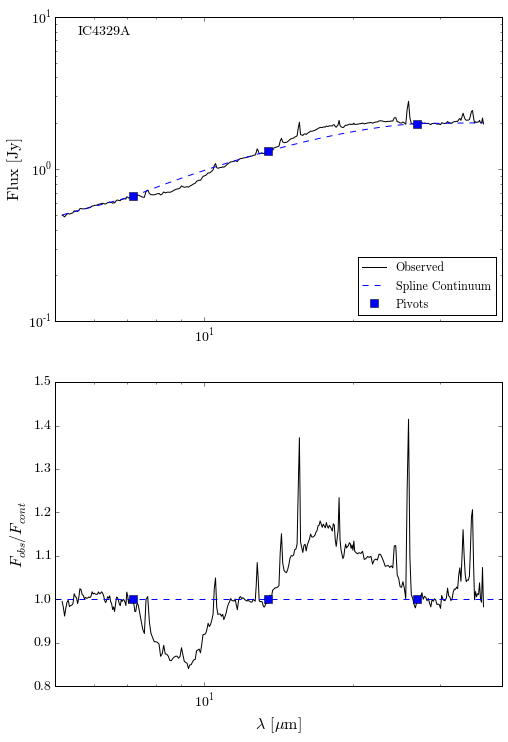 10^1
IC4329A
10^0
Flux [Jy]
Observed
Spline Continuum
Pivots
10^-1
10^1
1.5
1.4
1.3
1.2
1.1
1.0
0.9
0.8
F_obs/F_cont
10^1
λ [μm]